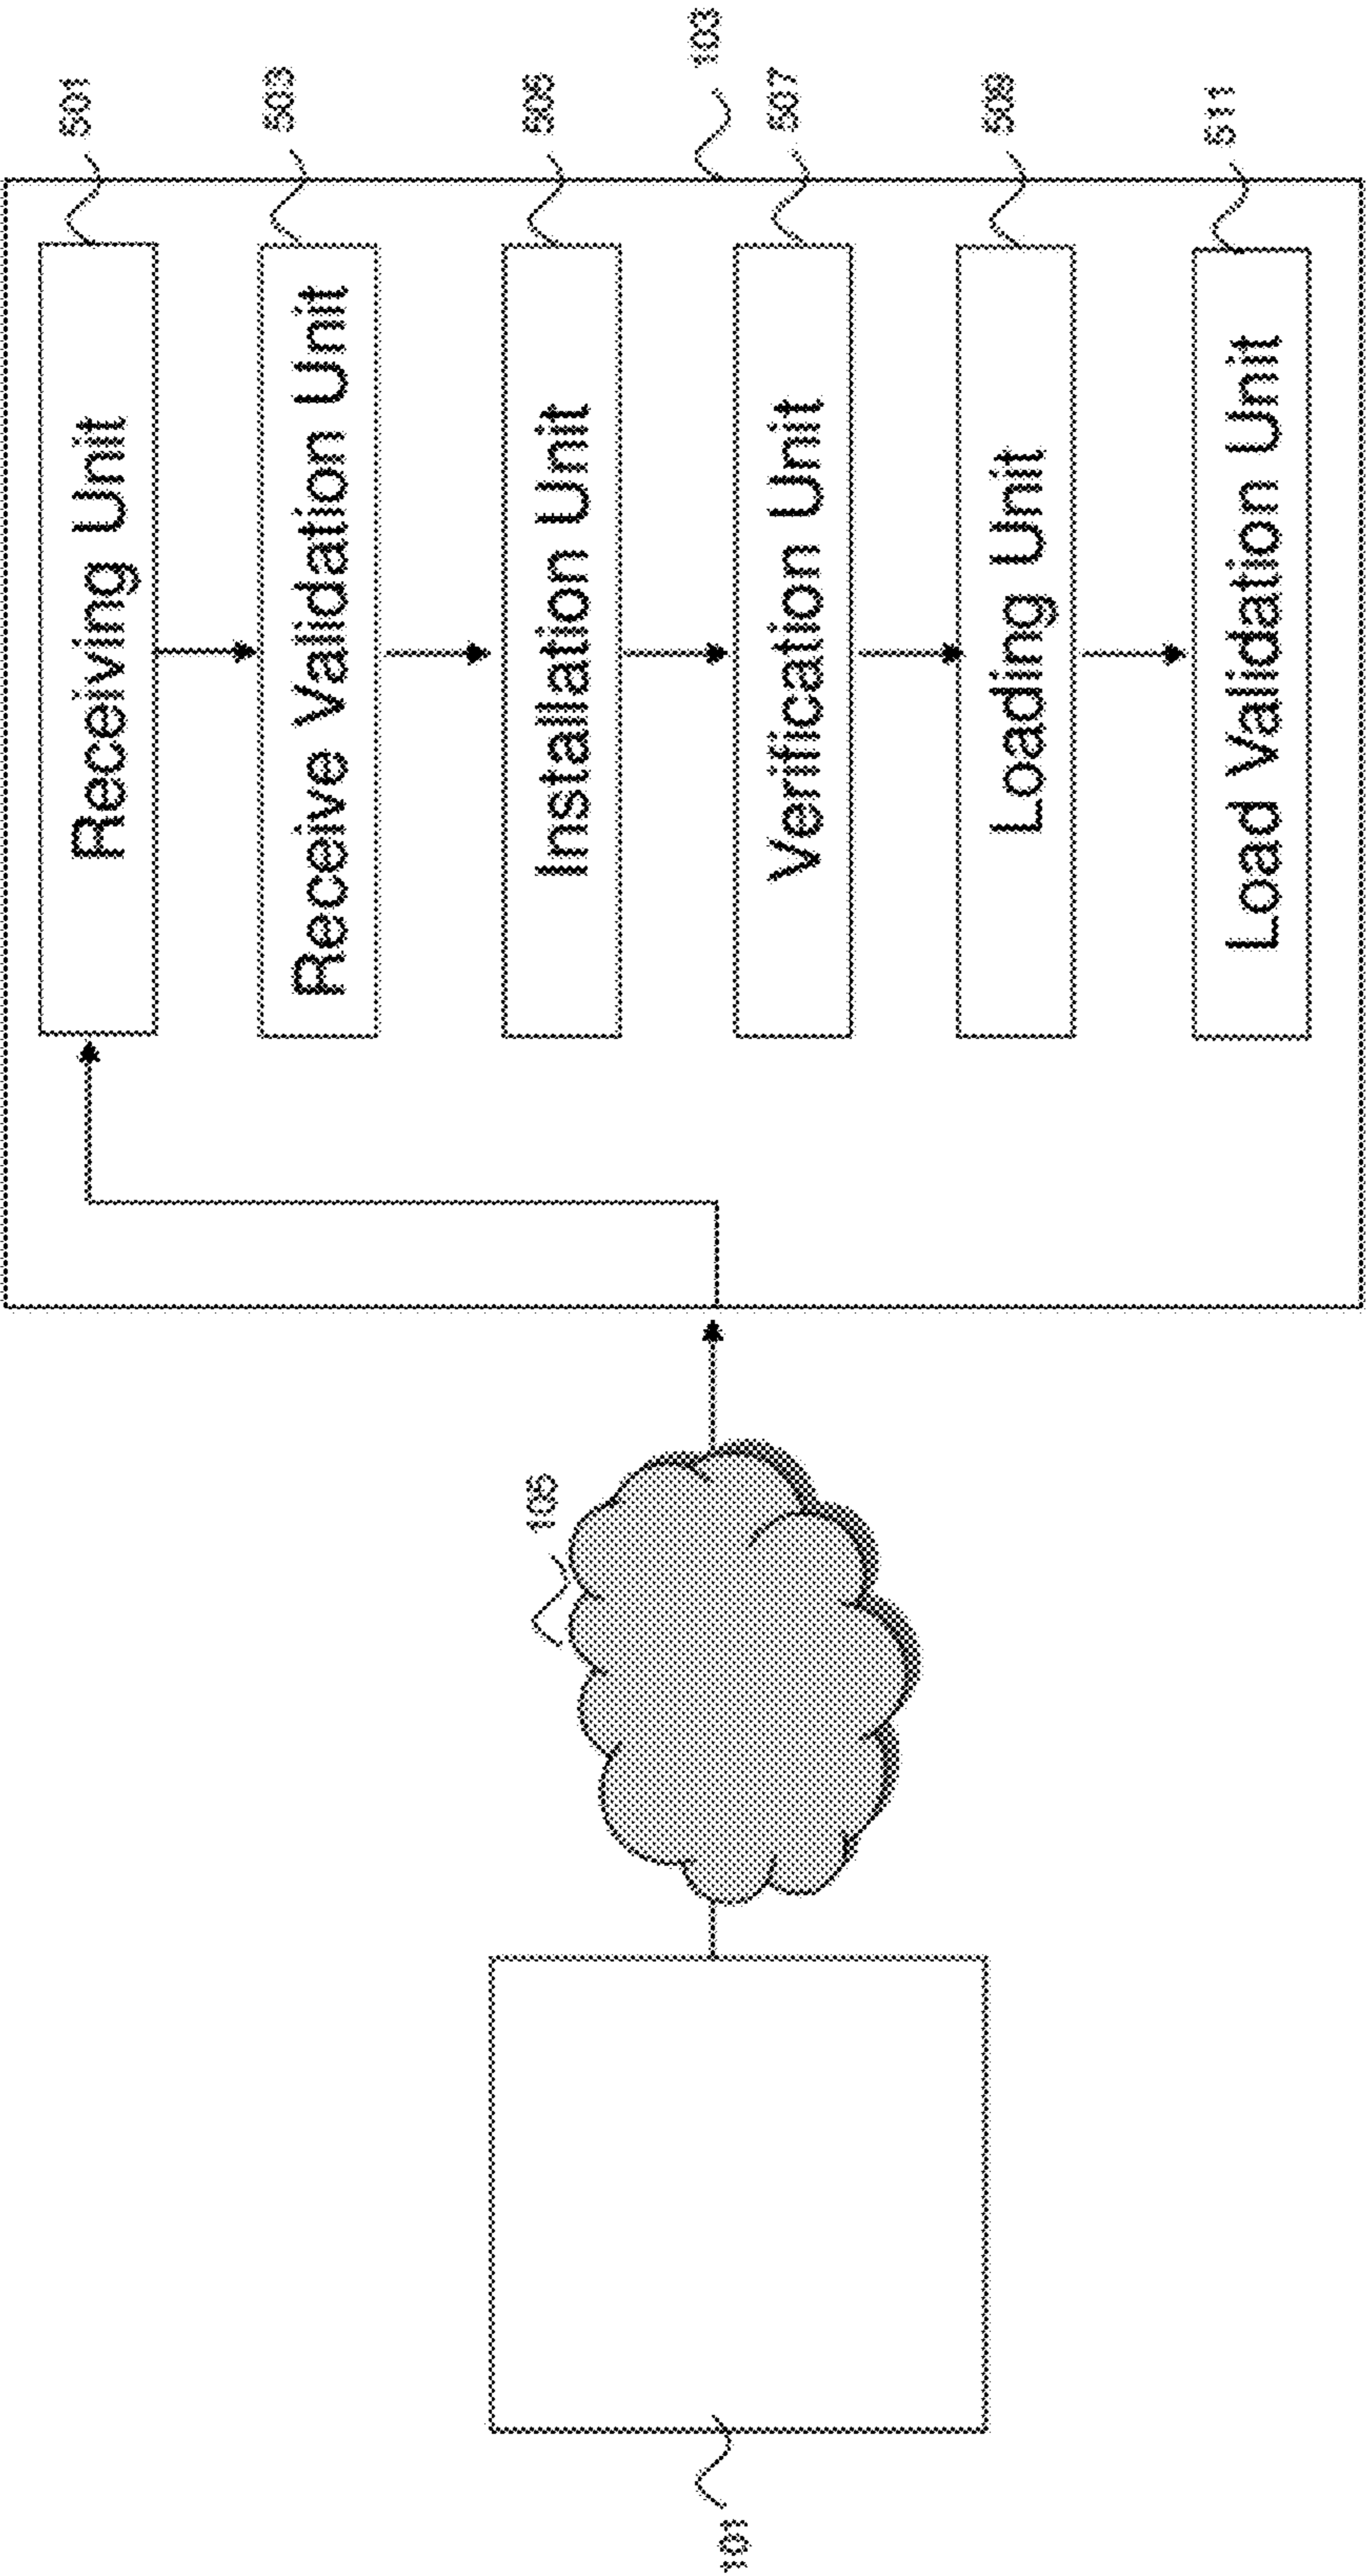 501
Receiving Unit
503
Receive Validation Unit
505
Installation Unit
103
507
Verification Unit
509
Loading Unit
511
Load Validation Unit
105
101